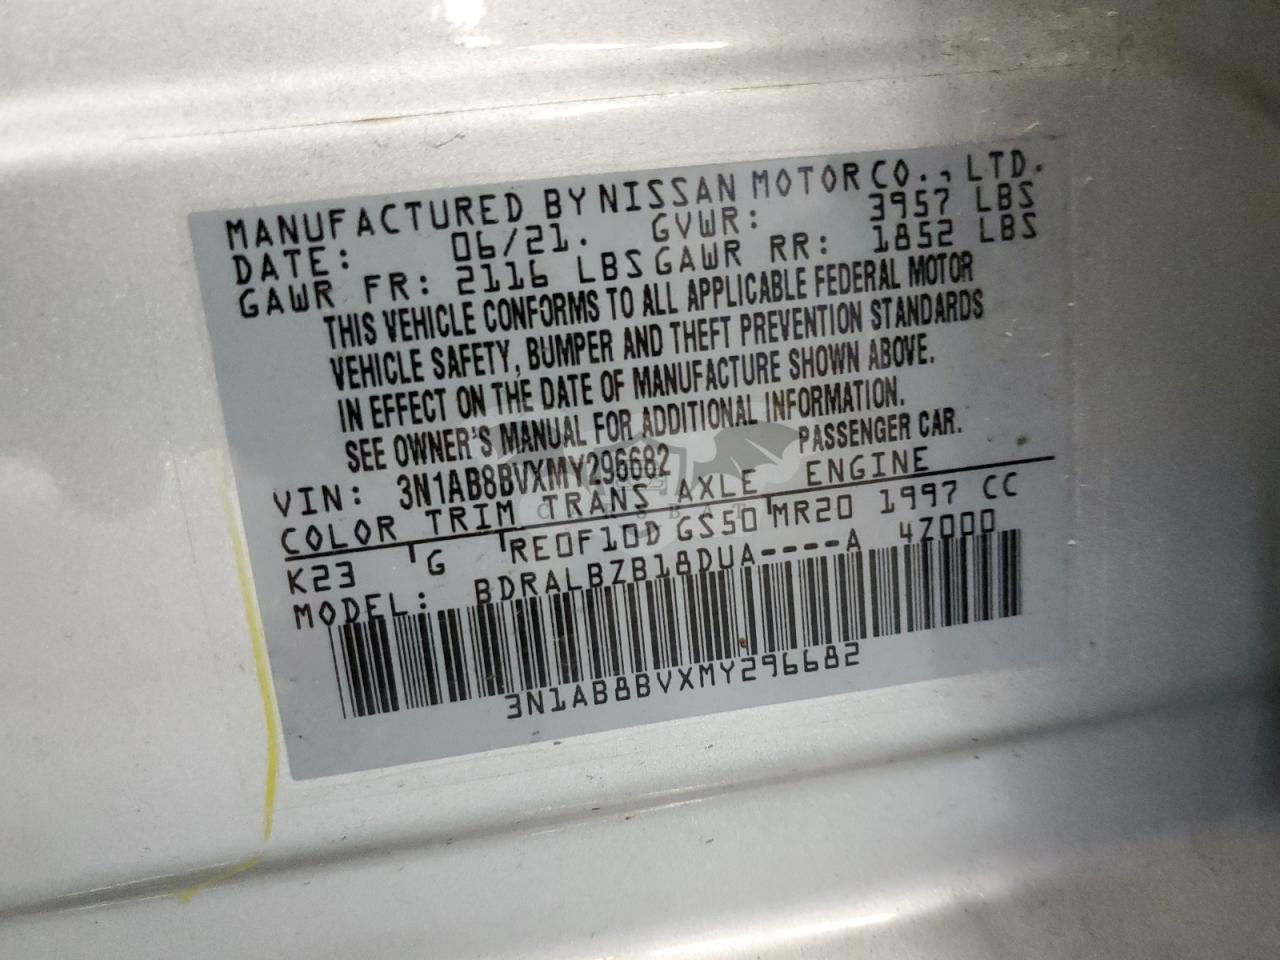 MANUFACTURED BY NISSAN MOTOR CO., LTD.
DATE: 06/21. GVWR: 3957 LBS
GAWR FR: 2116 LBS GAWR RR: 1852 LBS
THIS VEHICLE CONFORMS TO ALL APPLICABLE FEDERAL MOTOR
VEHICLE SAFETY, BUMPER AND THEFT PREVENTION STANDARDS
IN EFFECT ON THE DATE OF MANUFACTURE SHOWN ABOVE.
SEE OWNER'S MANUAL FOR ADDITIONAL INFORMATION.
VIN: 3N1AB8BVXMY296682 PASSENGER CAR.
COLOR TRIM TRANS AXLE ENGINE
K23 G RE0F10D GS50 MR20 1997 CC
MODEL: BDRALBZB18DUA----A 4Z000
3N1AB8BVXMY296682